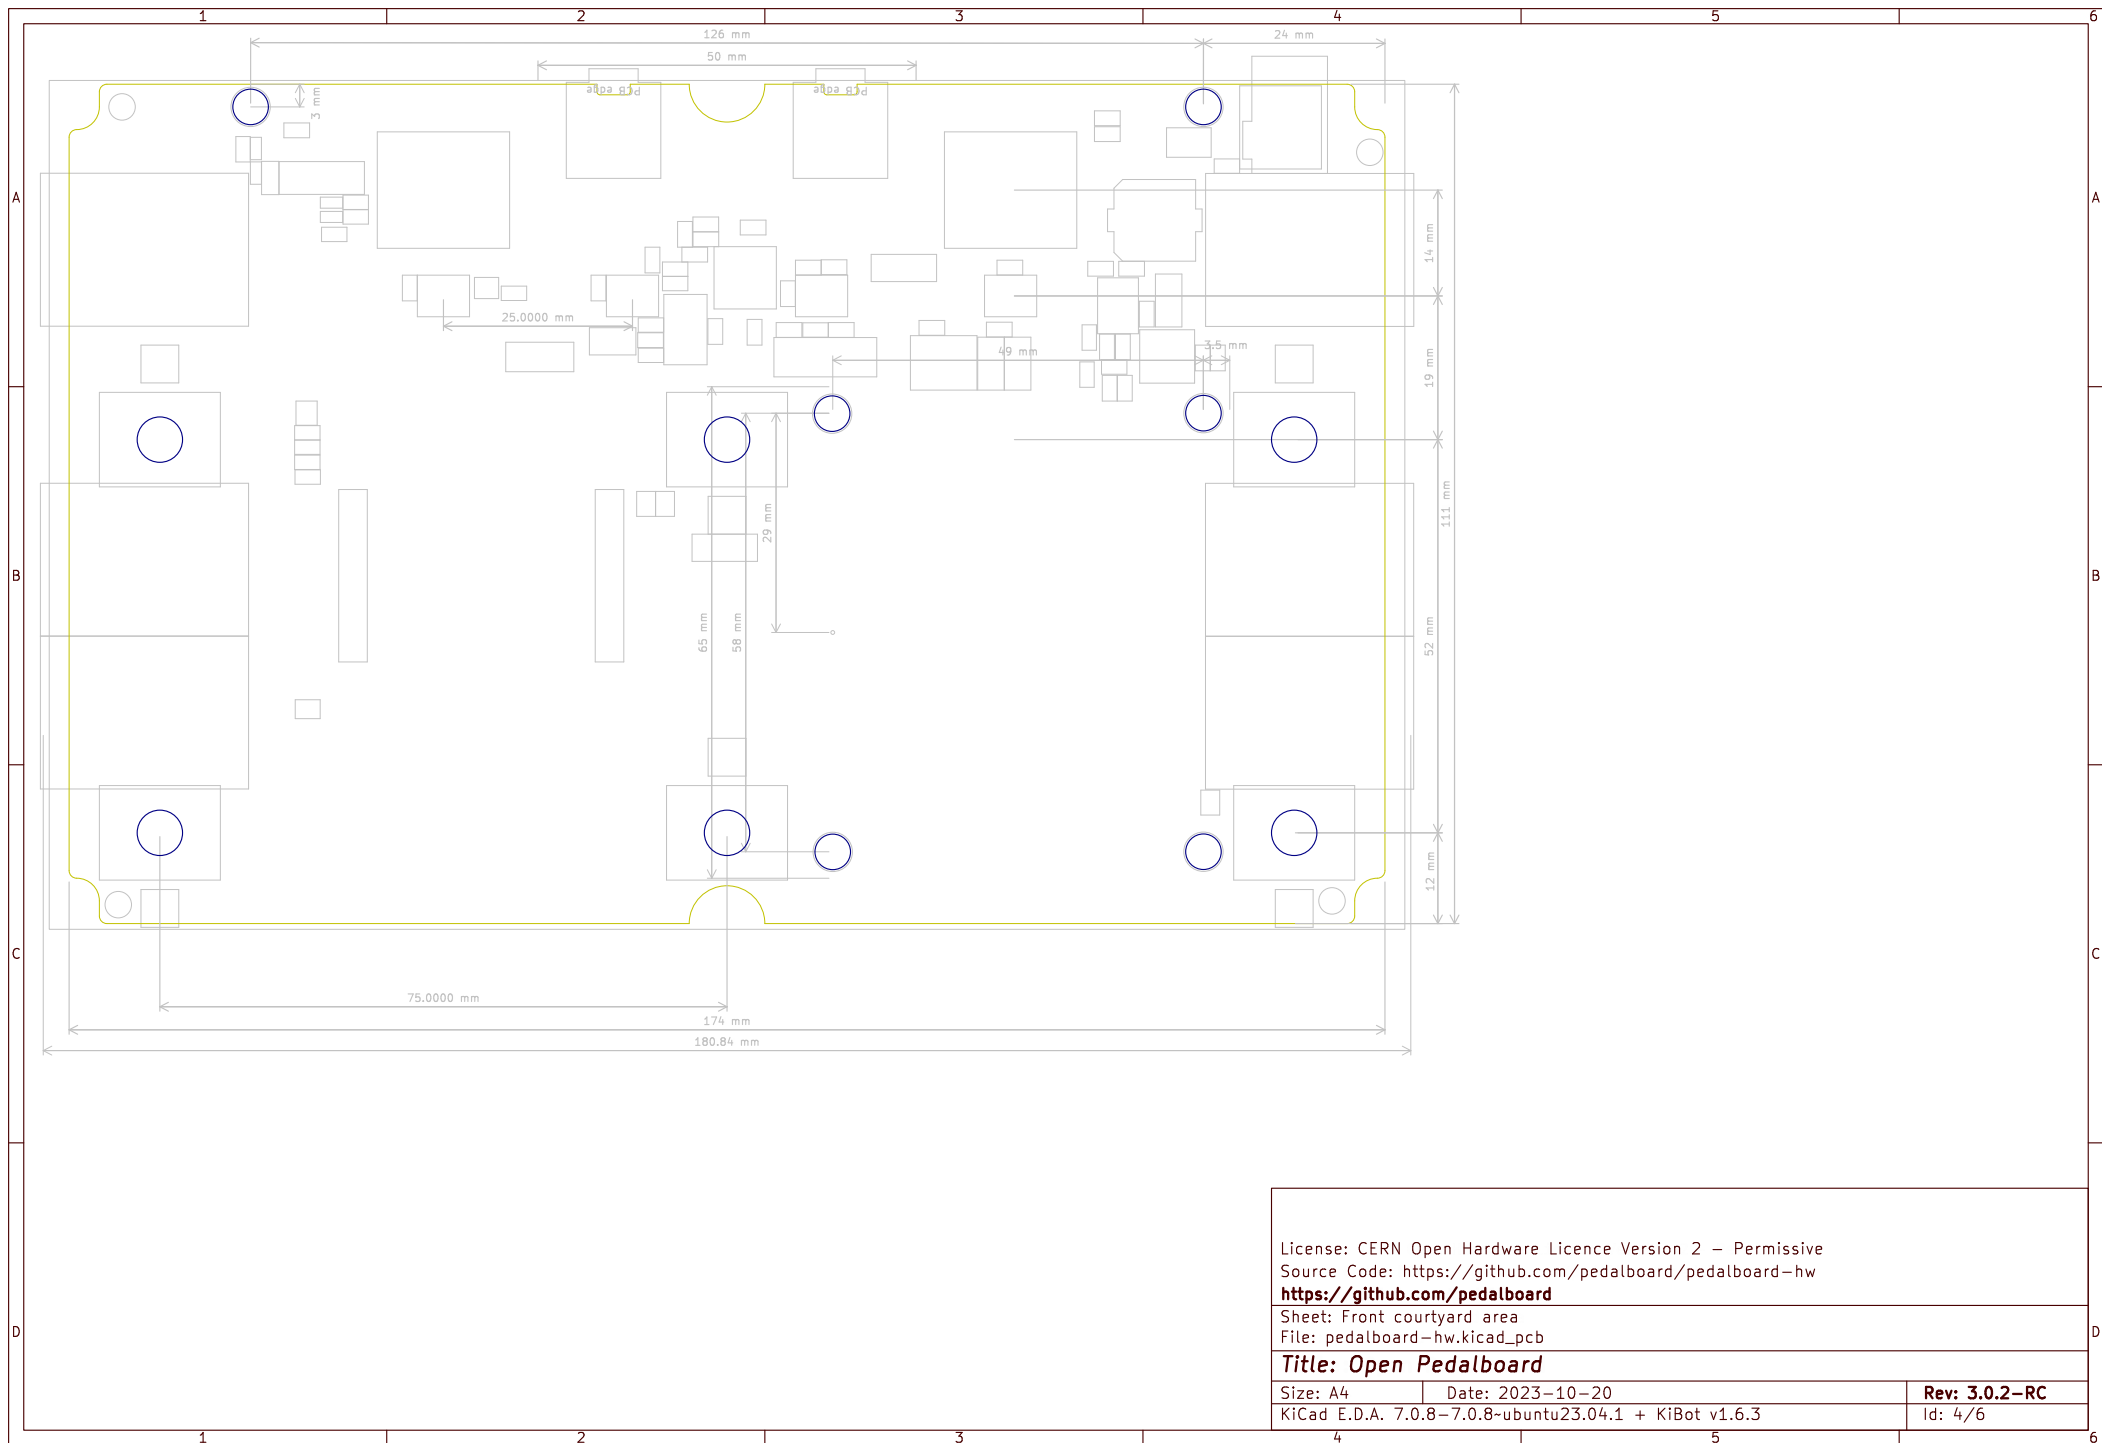 1 2 3 4 5 6
126 mm
24 mm
50 mm
3 mm
PCB edge
PCB edge
A
A
14 mm
25.0000 mm
49 mm
3.5 mm
19 mm
29 mm
111 mm
B
B
65 mm
58 mm
52 mm
12 mm
C
C
75.0000 mm
174 mm
180.84 mm
License: CERN Open Hardware Licence Version 2 - Permissive
Source Code: https://github.com/pedalboard/pedalboard-hw
https://github.com/pedalboard
Sheet: Front courtyard area
D
D
File: pedalboard-hw.kicad_pcb
Title: Open Pedalboard
Size: A4 Date: 2023-10-20 Rev: 3.0.2-RC
KiCad E.D.A. 7.0.8-7.0.8~ubuntu23.04.1 + KiBot v1.6.3 Id: 4/6
1 2 3 4 5 6